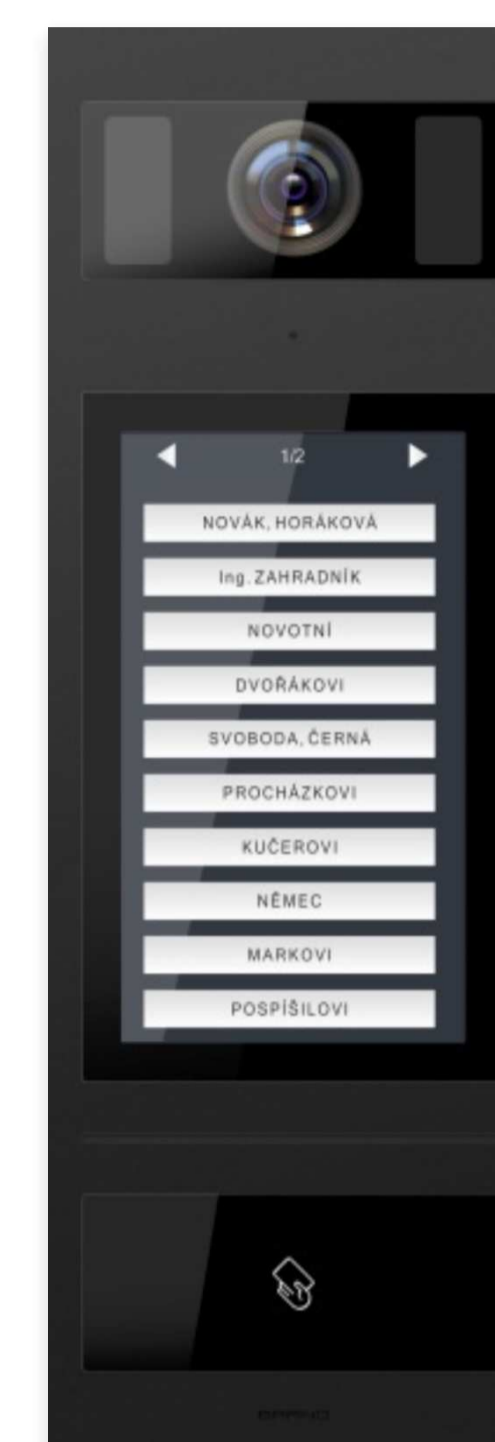 1/2
NOVÁK, HORÁKOVÁ
Ing. ZAHRADNÍK
NOVOTNÍ
DVOŘÁKOVI
SVOBODA, ČERNÁ
PROCHÁZKOVI
KUČEROVI
NĚMEC
MARKOVI
POSPÍŠILOVI